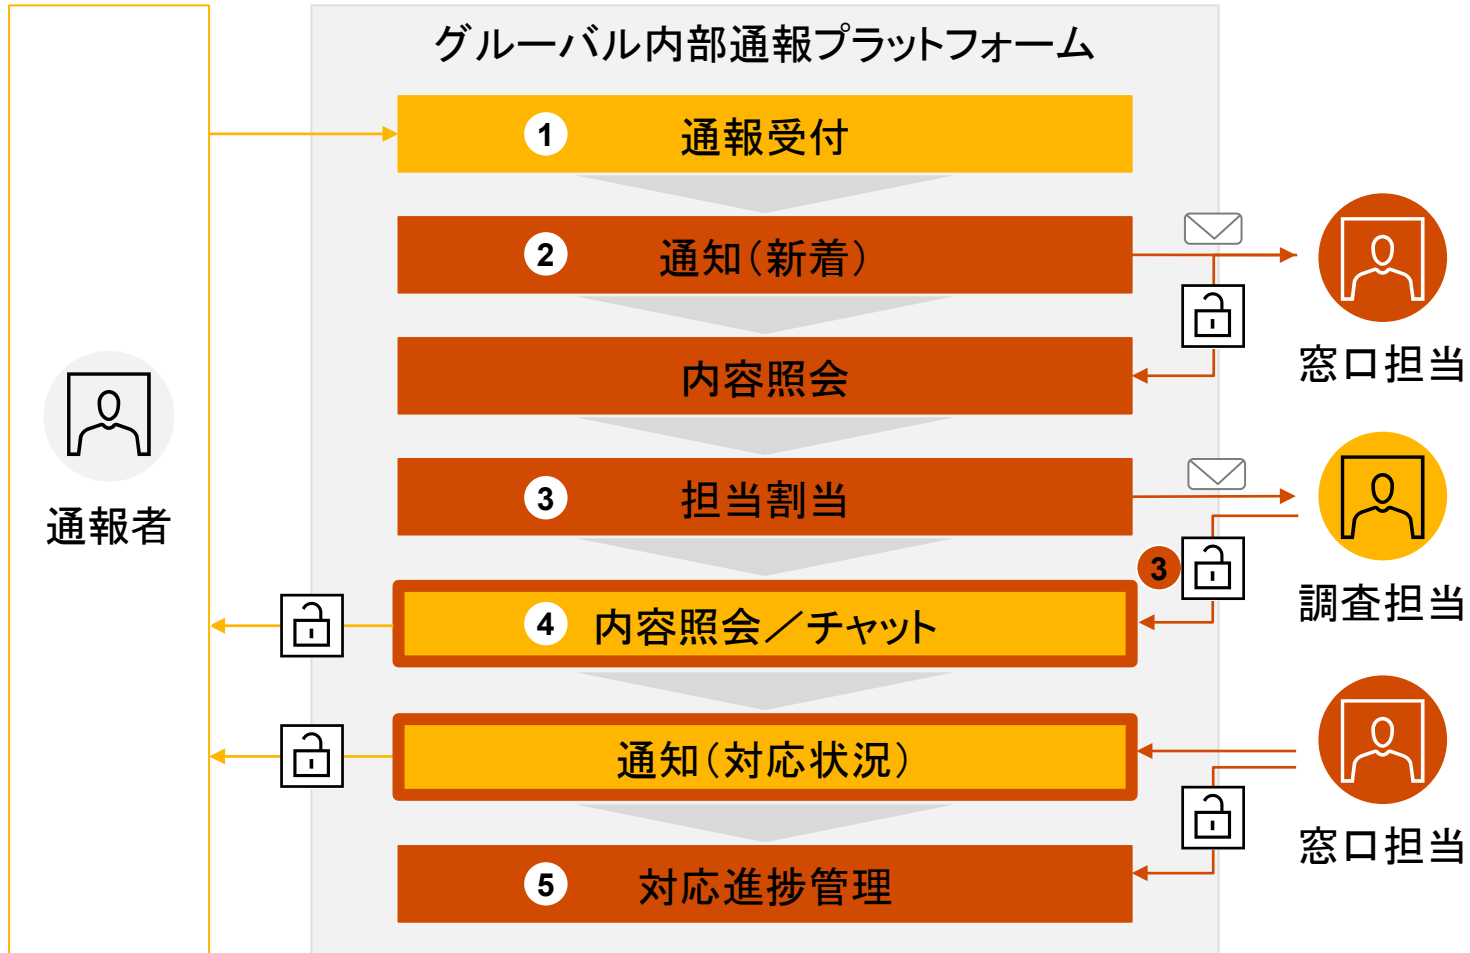 グルーバル内部通報プラットフォーム
1 通報受付
2 通知（新着）
窓口担当
内容照会
通報者
3 担当割当
3
調査担当
4 内容照会／チャット
通知（対応状況）
窓口担当
5 対応進捗管理